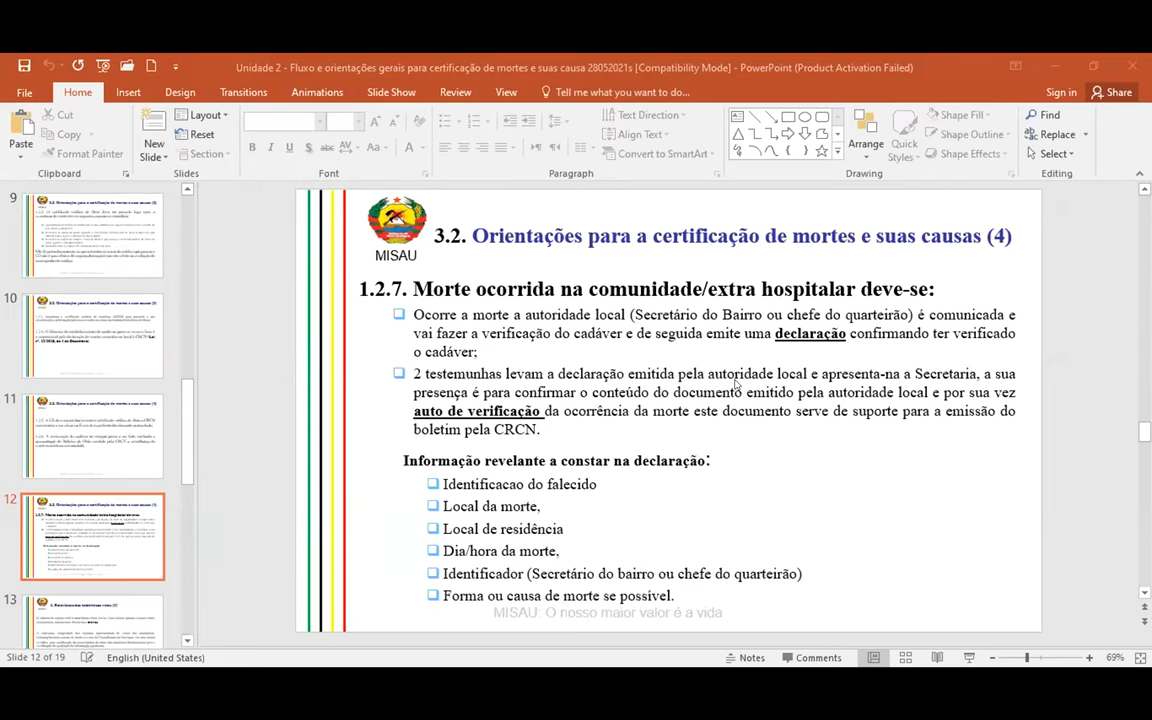 Unidade 2 - Fluxo e orientações gerais para certificação de mortes e suas causa 28052021s [Compatibility Mode] - PowerPoint (Product Activation Failed)
File Home Insert Design Transitions Animations Slide Show Review View Tell me what you want to do... Sign in Share
Paste Cut Copy Format Painter
Clipboard
New Slide Layout Reset Section
Slides
B I U S abc AV Aa A
Font
Text Direction
Align Text
Convert to SmartArt
Paragraph
Arrange Quick Styles Shape Fill Shape Outline Shape Effects
Drawing
Find
Replace
Select
Editing
9
10
11
12
13
MISAU
3.2. Orientações para a certificação de mortes e suas causas (4)
1.2.7. Morte ocorrida na comunidade/extra hospitalar deve-se:
Ocorre a morte a autoridade local (Secretário do Bairro ou chefe do quarteirão) é comunicada e
vai fazer a verificação do cadáver e de seguida emite uma declaração confirmando ter verificado
o cadáver;
2 testemunhas levam a declaração emitida pela autoridade local e apresenta-na a Secretaria, a sua
presença é para confirmar o conteúdo do documento emitido pela autoridade local e por sua vez
auto de verificação da ocorrência da morte este documento serve de suporte para a emissão do
boletim pela CRCN.
Informação revelante a constar na declaração:
Identificacao do falecido
Local da morte,
Local de residência
Dia/hora da morte,
Identificador (Secretário do bairro ou chefe do quarteirão)
Forma ou causa de morte se possivel.
MISAU: O nosso maior valor é a vida
Slide 12 of 19 English (United States) Notes Comments 69%